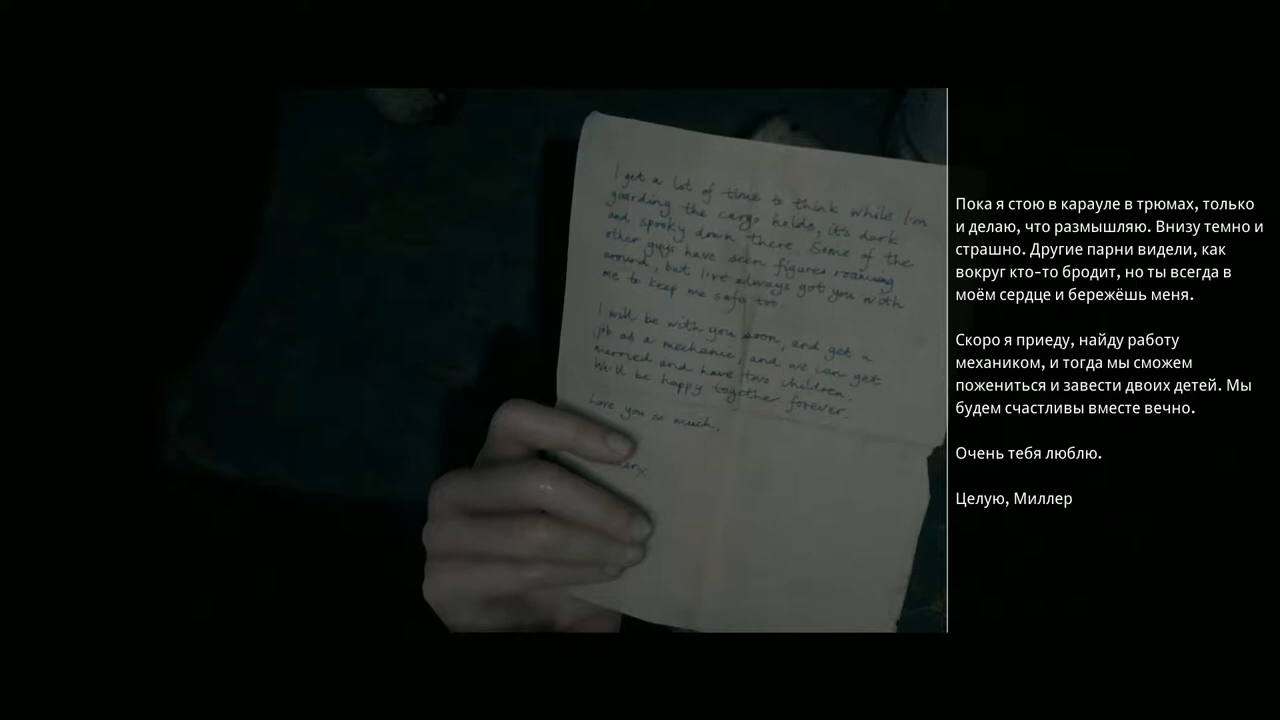 I get a lot of time to think while I'm
guarding the cargo holds, it's dark
and spooky down there. Some of the
other guys have seen figures roaming
around, but I've always got you with
me to keep me safe too.
I will be with you soon, and get a
job as a mechanic, and we can get
married and have two children.
We'll be happy together forever.
Love you so much,
Пока я стою в карауле в трюмах, только
и делаю, что размышляю. Внизу темно и
страшно. Другие парни видели, как
вокруг кто-то бродит, но ты всегда в
моём сердце и бережёшь меня.
Скоро я приеду, найду работу
механиком, и тогда мы сможем
пожениться и завести двоих детей. Мы
будем счастливы вместе вечно.
Очень тебя люблю.
Целую, Миллер